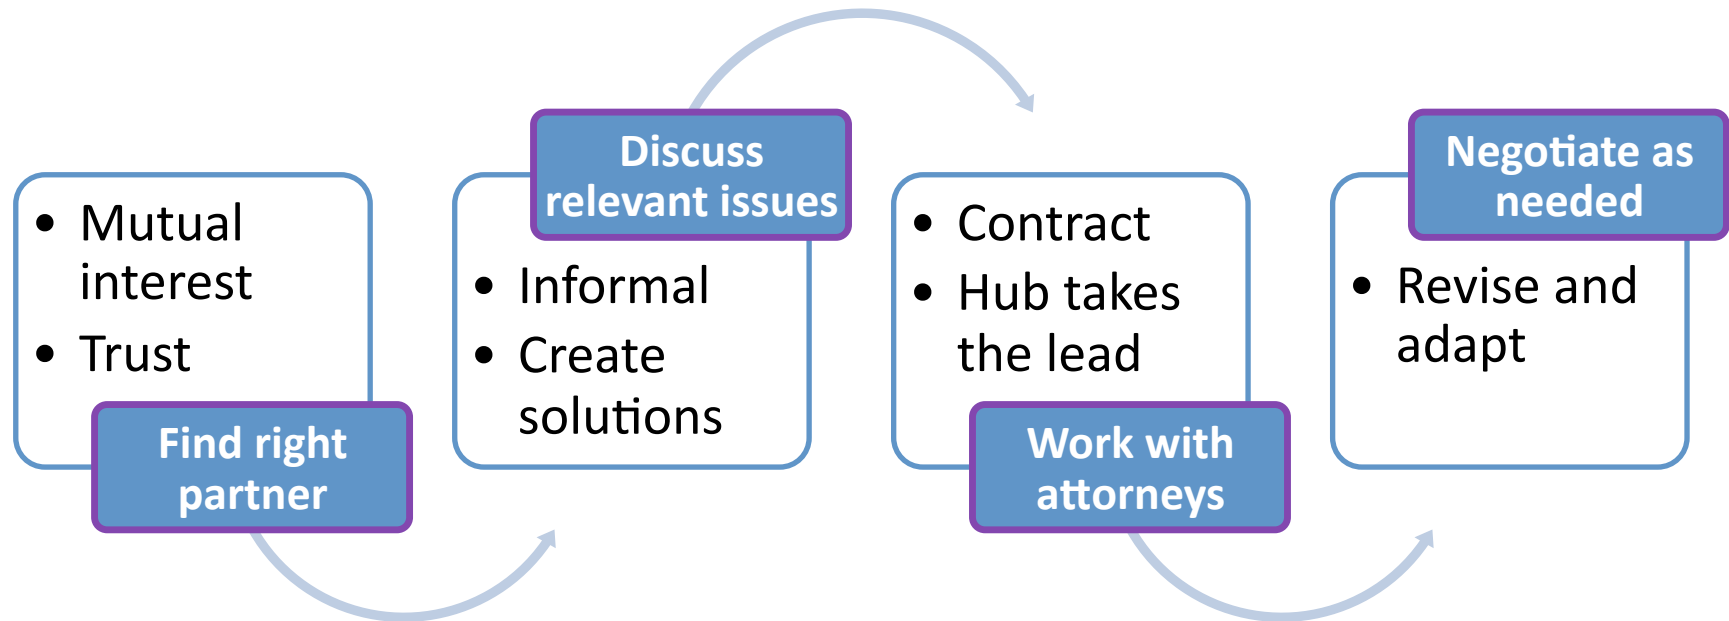 • Mutual
interest
• Trust
Find right
partner
Discuss
relevant issues
• Informal
• Create
solutions
• Contract
• Hub takes
the lead
Work with
attorneys
Negotiate as
needed
• Revise and
adapt